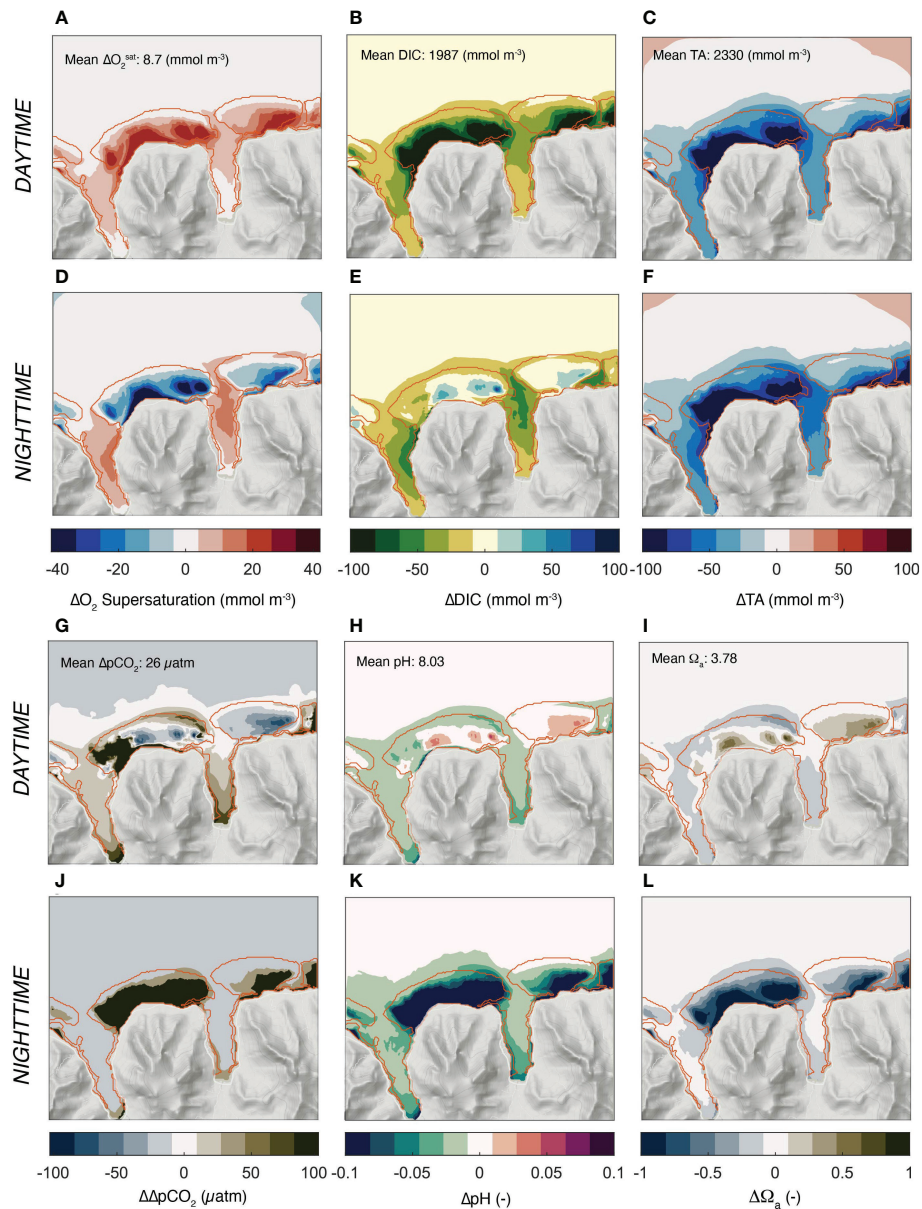 A B C
Mean ΔO₂ˢᵃᵗ: 8.7 (mmol m⁻³) Mean DIC: 1987 (mmol m⁻³) Mean TA: 2330 (mmol m⁻³)
DAYTIME
D E F
NIGHTTIME
-40 -20 0 20 40 -100 -50 0 50 100 -100 -50 0 50 100
ΔO₂ Supersaturation (mmol m⁻³) ΔDIC (mmol m⁻³) ΔTA (mmol m⁻³)
G H I
Mean ΔpCO₂: 26 µatm Mean pH: 8.03 Mean Ωₐ: 3.78
DAYTIME
J K L
NIGHTTIME
-100 -50 0 50 100 -0.1 -0.05 0 0.05 0.1 -1 -0.5 0 0.5 1
ΔΔpCO₂ (µatm) ΔpH (-) ΔΩₐ (-)